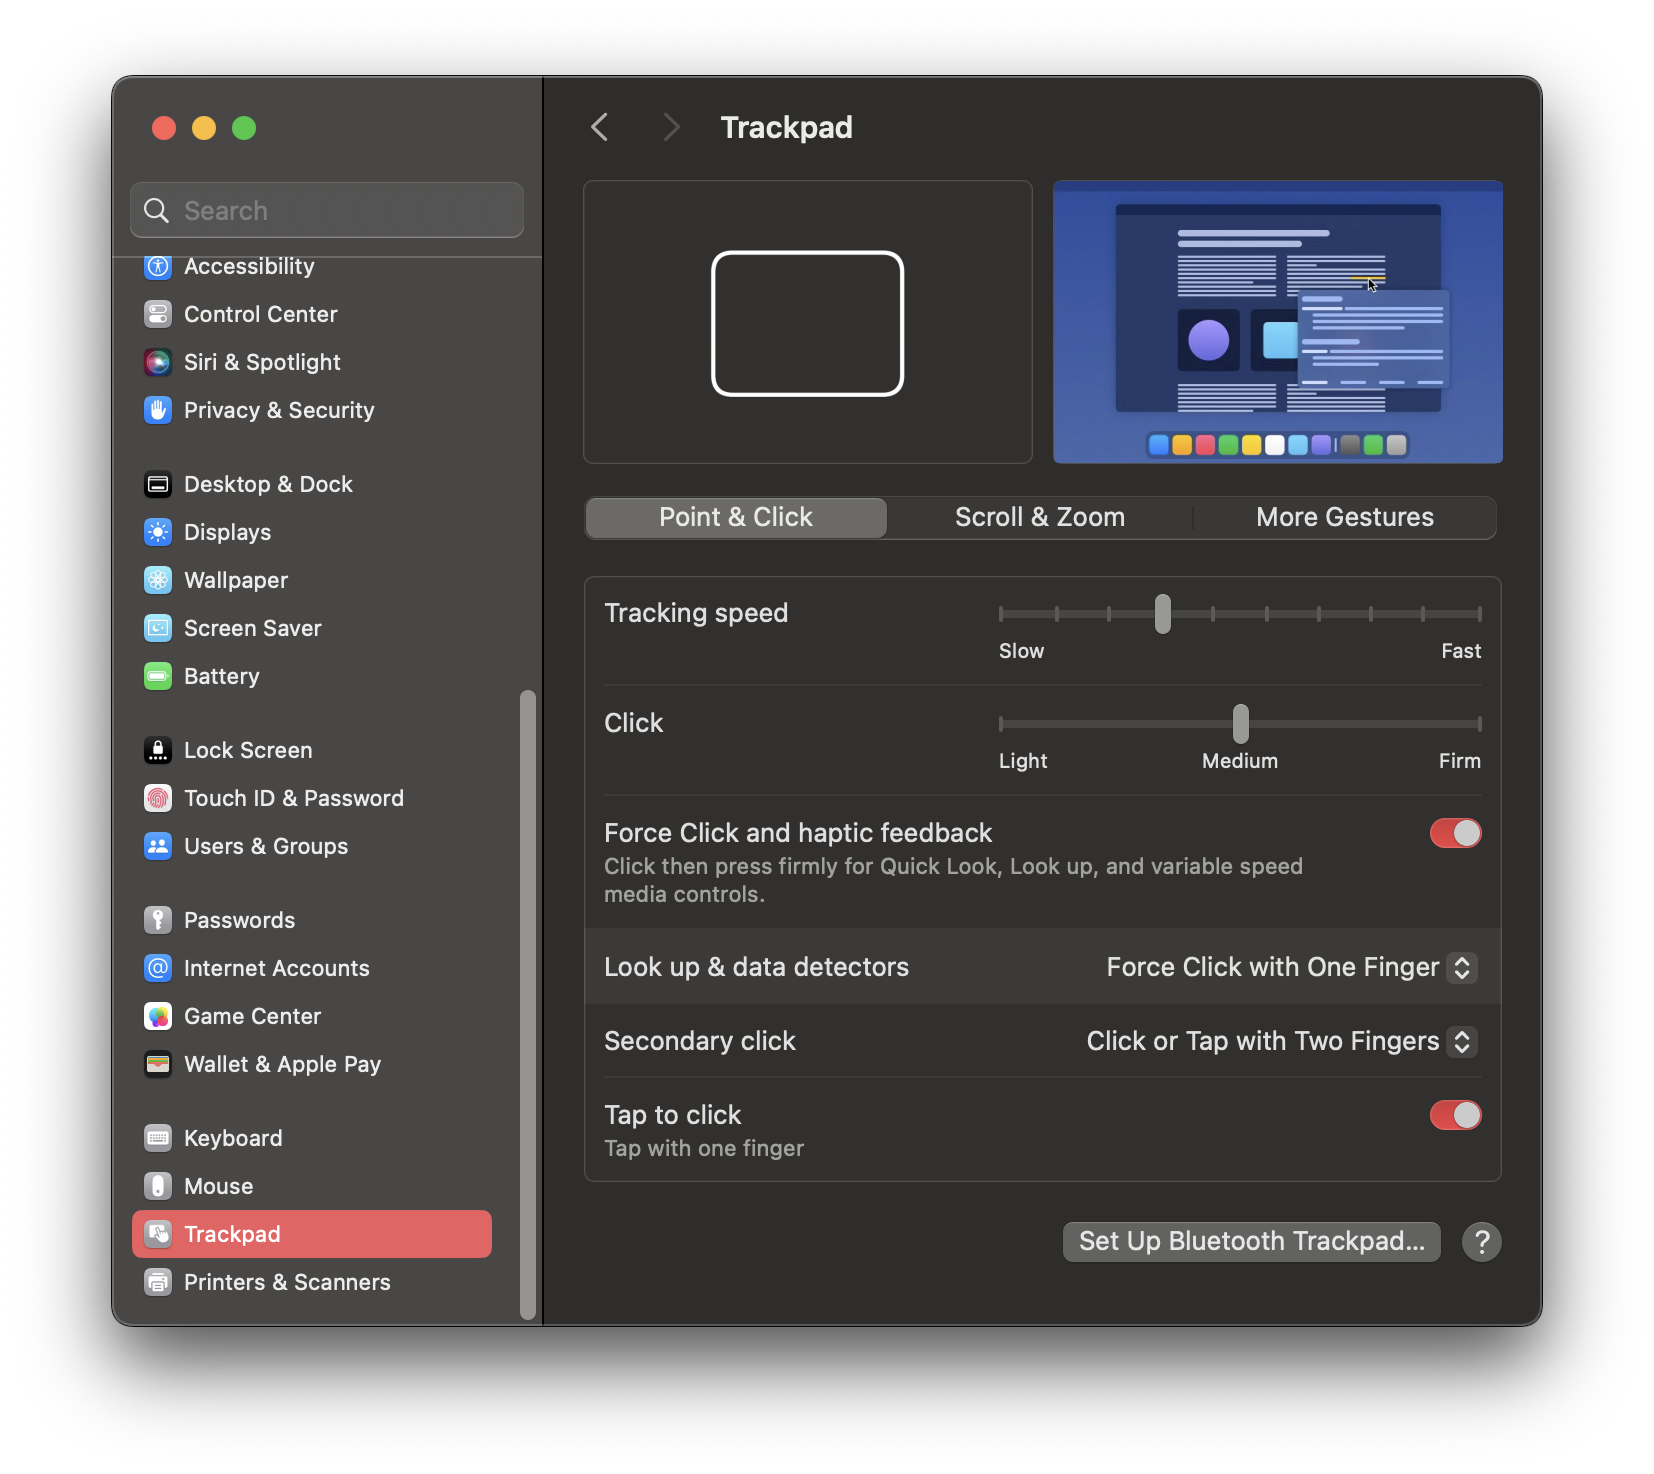 Search
Accessibility
Control Center
Siri & Spotlight
Privacy & Security
Desktop & Dock
Displays
Wallpaper
Screen Saver
Battery
Lock Screen
Touch ID & Password
Users & Groups
Passwords
Internet Accounts
Game Center
Wallet & Apple Pay
Keyboard
Mouse
Trackpad
Printers & Scanners
Trackpad
Point & Click
Scroll & Zoom
More Gestures
Tracking speed
Slow
Fast
Click
Light
Medium
Firm
Force Click and haptic feedback
Click then press firmly for Quick Look, Look up, and variable speed
media controls.
Look up & data detectors
Force Click with One Finger
Secondary click
Click or Tap with Two Fingers
Tap to click
Tap with one finger
Set Up Bluetooth Trackpad...
?